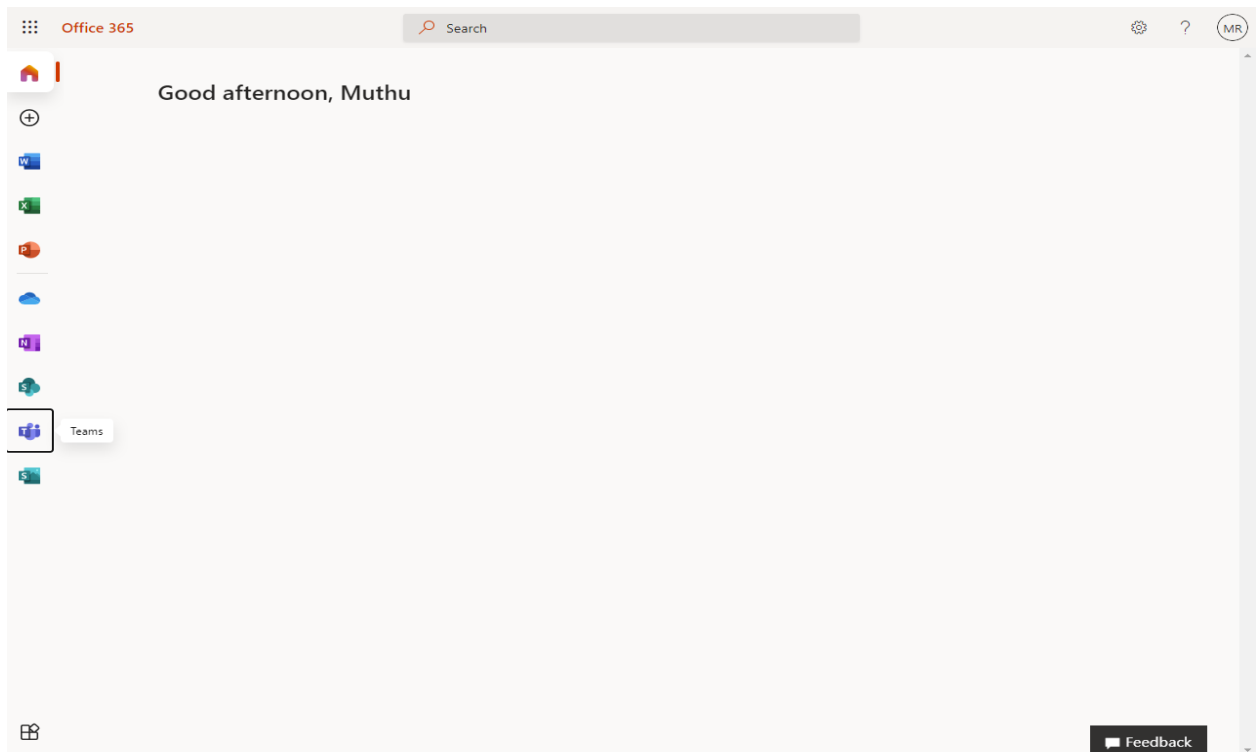 Office 365
Search
?
MR
Good afternoon, Muthu
W
X
P
N
S
T
Teams
S
Feedback